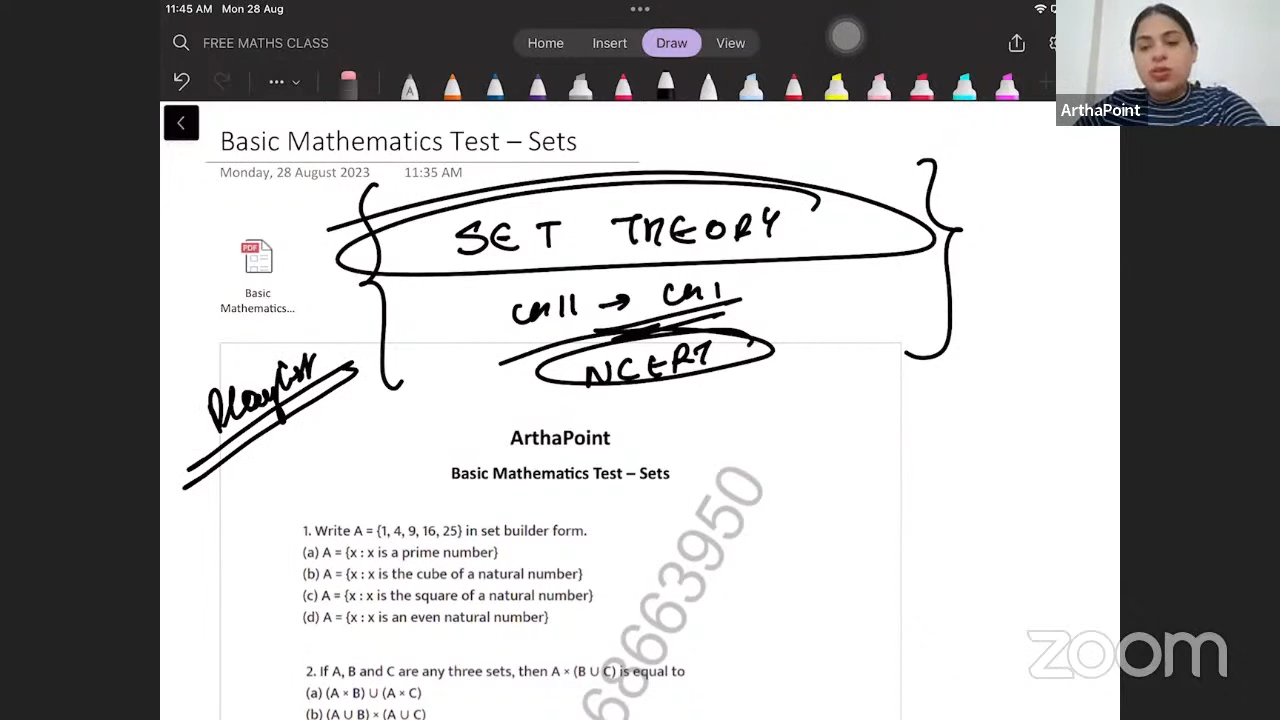 11:45 AM Mon 28 Aug
FREE MATHS CLASS
Home Insert Draw View
ArthaPoint
Basic Mathematics Test – Sets
Monday, 28 August 2023 11:35 AM
SET THEORY
PDF
Basic
Mathematics...
NCERT
Playlist
ArthaPoint
Basic Mathematics Test – Sets
1. Write A = {1, 4, 9, 16, 25} in set builder form.
(a) A = {x : x is a prime number}
(b) A = {x : x is the cube of a natural number}
(c) A = {x : x is the square of a natural number}
(d) A = {x : x is an even natural number}
2. If A, B and C are any three sets, then A × (B ∪ C) is equal to
(a) (A × B) ∪ (A × C)
(b) (A ∪ B) × (A ∪ C)
68663950
zoom